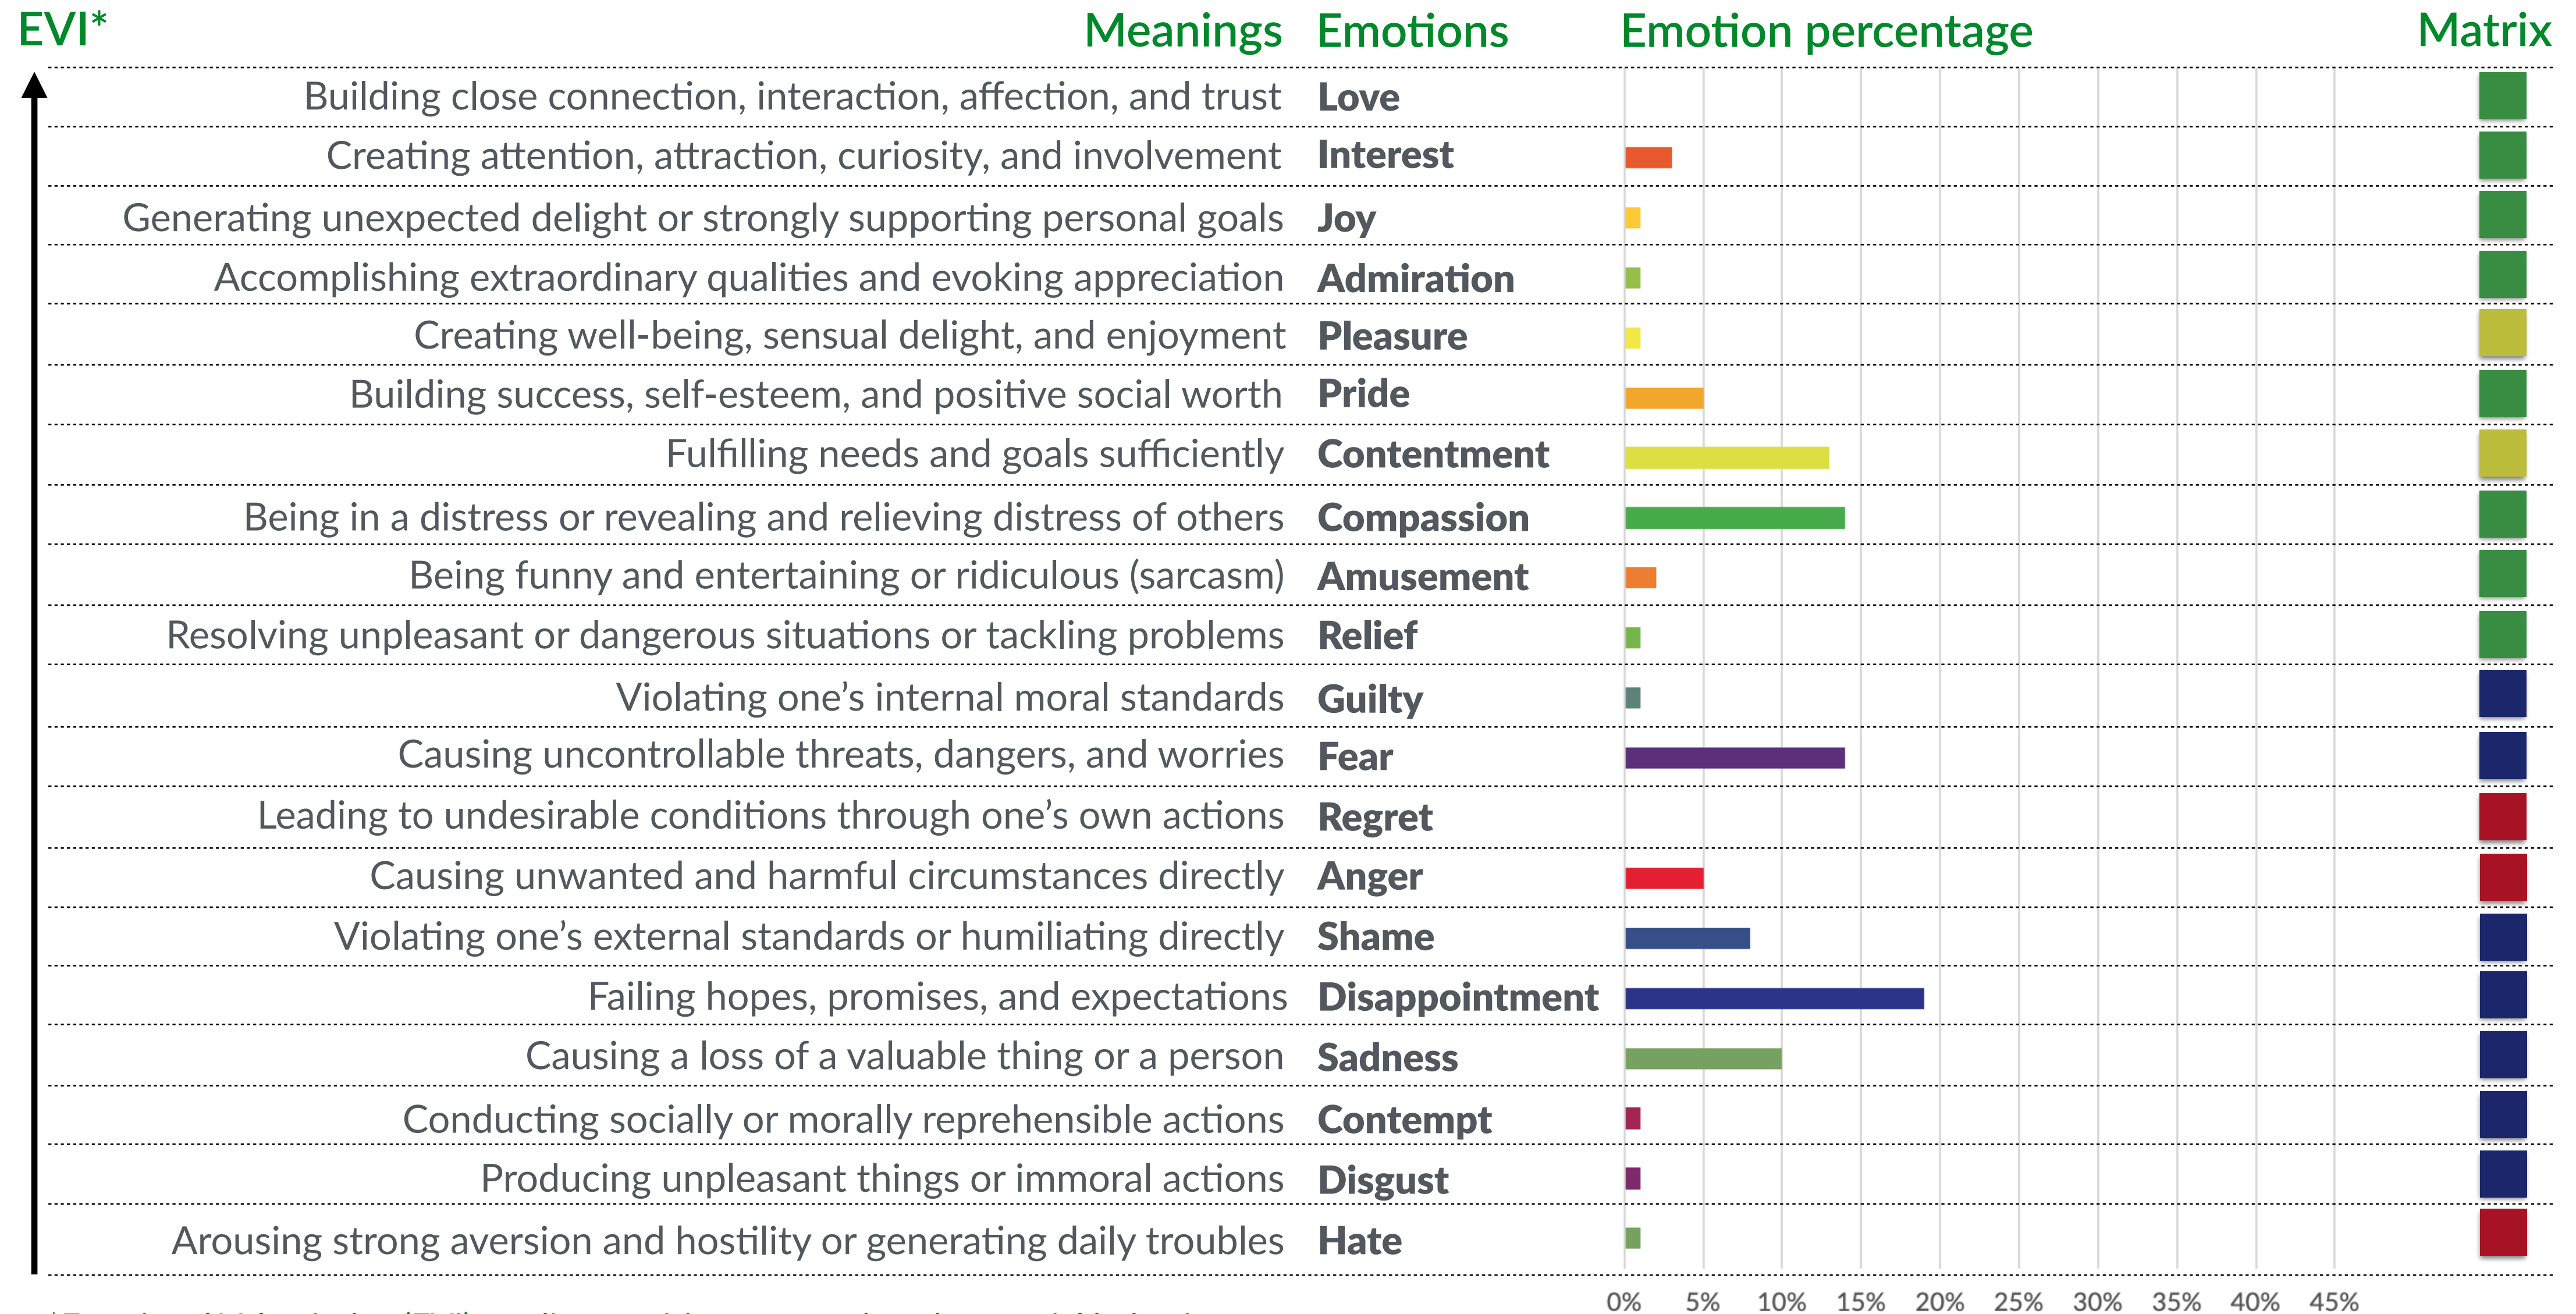 EVI* Meanings Emotions Emotion percentage Matrix
Building close connection, interaction, affection, and trust Love
Creating attention, attraction, curiosity, and involvement Interest
Generating unexpected delight or strongly supporting personal goals Joy
Accomplishing extraordinary qualities and evoking appreciation Admiration
Creating well-being, sensual delight, and enjoyment Pleasure
Building success, self-esteem, and positive social worth Pride
Fulfilling needs and goals sufficiently Contentment
Being in a distress or revealing and relieving distress of others Compassion
Being funny and entertaining or ridiculous (sarcasm) Amusement
Resolving unpleasant or dangerous situations or tackling problems Relief
Violating one’s internal moral standards Guilty
Causing uncontrollable threats, dangers, and worries Fear
Leading to undesirable conditions through one’s own actions Regret
Causing unwanted and harmful circumstances directly Anger
Violating one’s external standards or humiliating directly Shame
Failing hopes, promises, and expectations Disappointment
Causing a loss of a valuable thing or a person Sadness
Conducting socially or morally reprehensible actions Contempt
Producing unpleasant things or immoral actions Disgust
Arousing strong aversion and hostility or generating daily troubles Hate
0% 5% 10% 15% 20% 25% 30% 35% 40% 45%